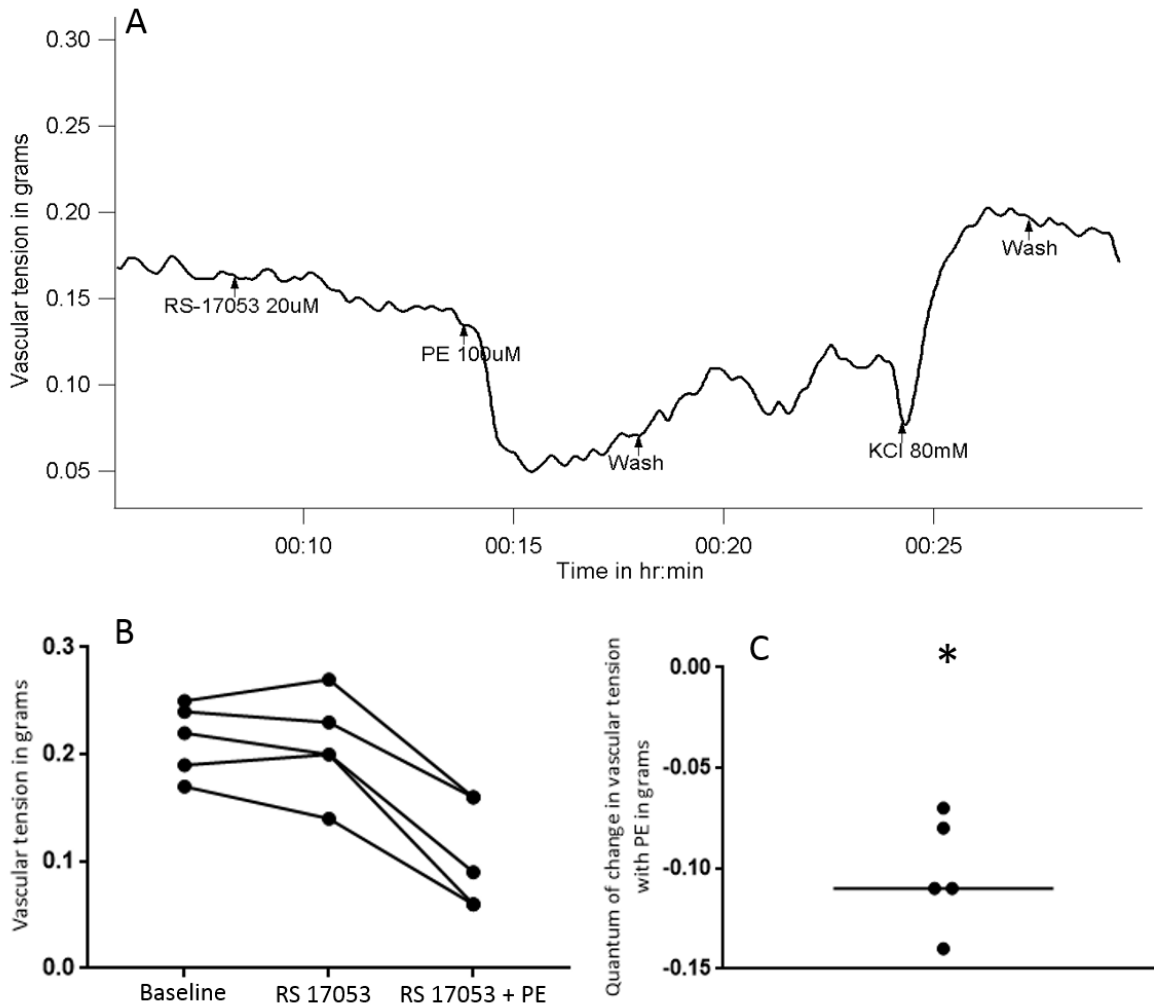 A
Vascular tension in grams
0.30
0.25
0.20
0.15
0.10
0.05
RS-17053 20uM
PE 100uM
Wash
KCl 80mM
Wash
00:10
00:15
00:20
00:25
Time in hr:min
B
Vascular tension in grams
0.3
0.2
0.1
0.0
Baseline
RS 17053
RS 17053 + PE
C
Quantum of change in vascular tension
with PE in grams
0.00
-0.05
-0.10
-0.15
*